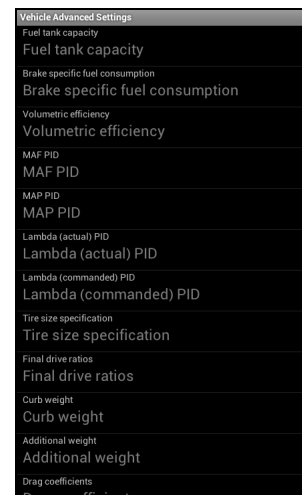 Vehicle Advanced Settings
Fuel tank capacity
Fuel tank capacity
Brake specific fuel consumption
Brake specific fuel consumption
Volumetric efficiency
Volumetric efficiency
MAF PID
MAF PID
MAP PID
MAP PID
Lambda (actual) PID
Lambda (actual) PID
Lambda (commanded) PID
Lambda (commanded) PID
Tire size specification
Tire size specification
Final drive ratios
Final drive ratios
Curb weight
Curb weight
Additional weight
Additional weight
Drag coefficients